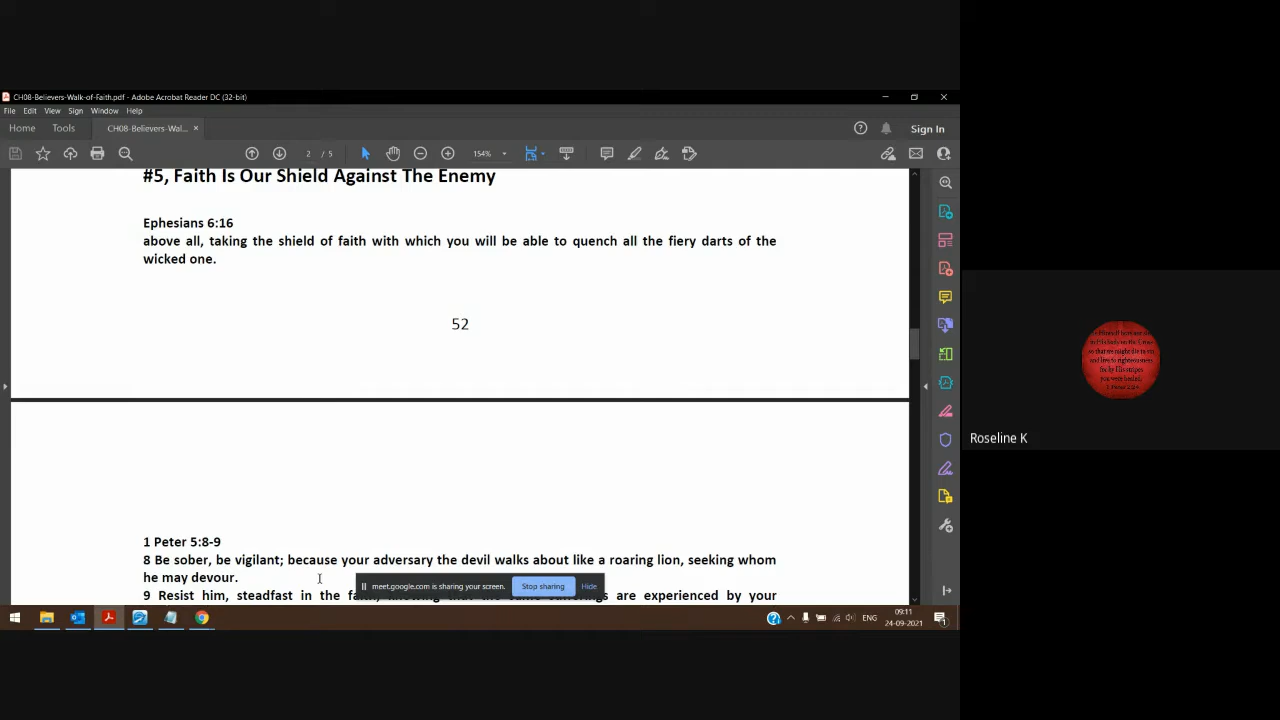 CH08-Believers-Walk-of-Faith.pdf - Adobe Acrobat Reader DC (32-bit)
File Edit View Sign Window Help
Home Tools CH08-Believers-Wal... × Sign In
2 / 5 154%
#5, Faith Is Our Shield Against The Enemy
Ephesians 6:16
above all, taking the shield of faith with which you will be able to quench all the fiery darts of the
wicked one.
52
Roseline K
1 Peter 5:8-9
8 Be sober, be vigilant; because your adversary the devil walks about like a roaring lion, seeking whom
he may devour.
meet.google.com is sharing your screen. Stop sharing Hide
9 Resist him, steadfast in the are experienced by your
ENG
09:11
24-09-2021